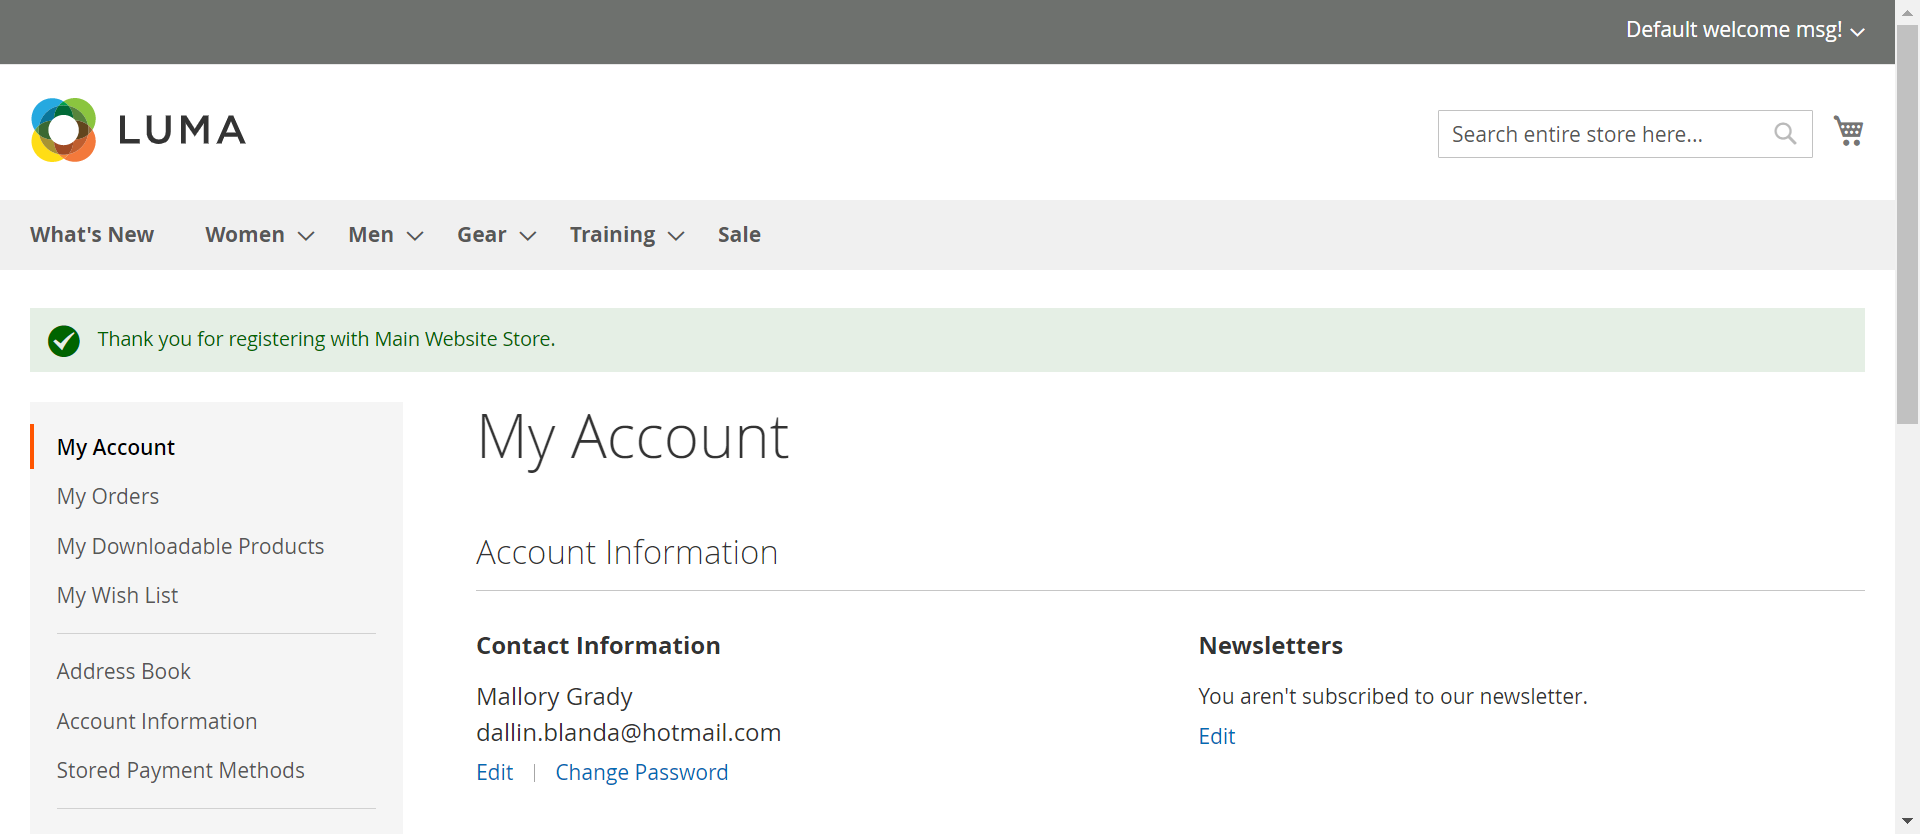 Default welcome msg!
LUMA
Search entire store here...
What's New Women Men Gear Training Sale
Thank you for registering with Main Website Store.
My Account
My Orders
My Downloadable Products
My Wish List
Address Book
Account Information
Stored Payment Methods
My Account
Account Information
Contact Information
Mallory Grady
dallin.blanda@hotmail.com
Edit | Change Password
Newsletters
You aren't subscribed to our newsletter.
Edit